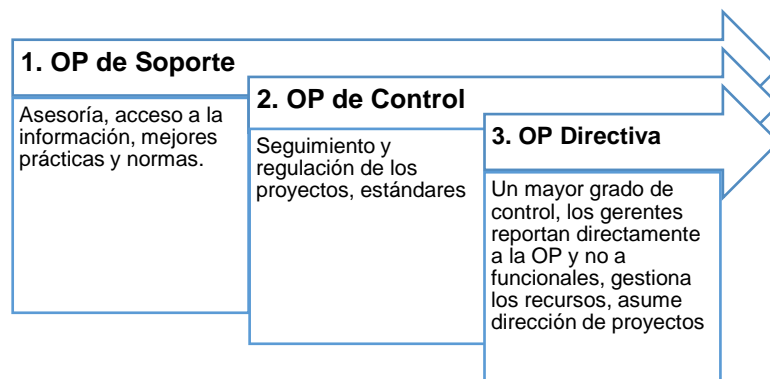 1. OP de Soporte
Asesoría, acceso a la
información, mejores
prácticas y normas.
2. OP de Control
Seguimiento y
regulación de los
proyectos, estándares
3. OP Directiva
Un mayor grado de
control, los gerentes
reportan directamente
a la OP y no a
funcionales, gestiona
los recursos, asume
dirección de proyectos